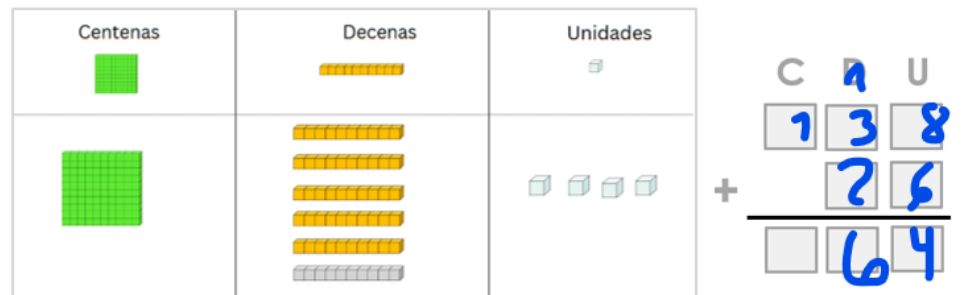 Centenas Decenas Unidades
C D U
1
1 3 8
+ 2 6
6 4